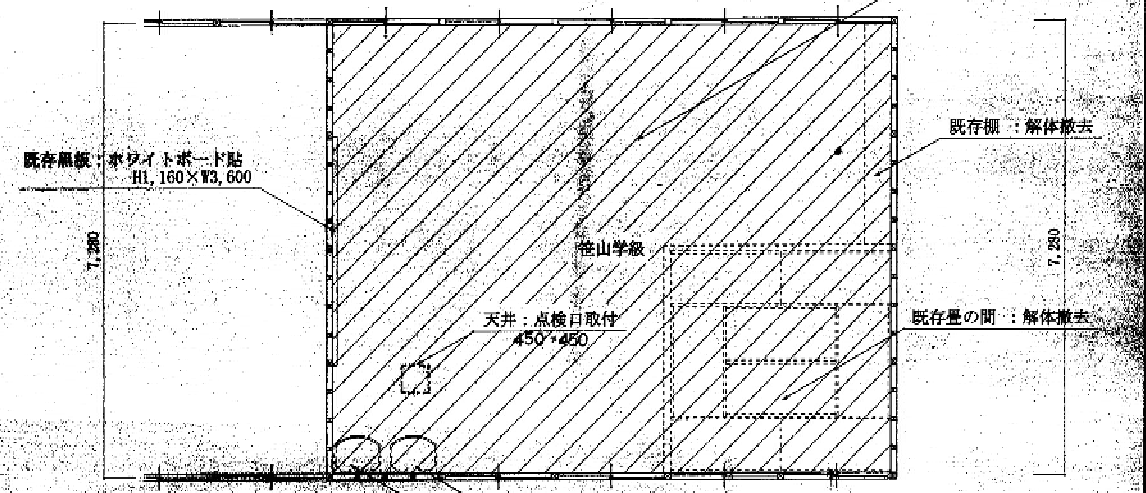 既存棚 ：解体撤去
既存黒板：ホワイトボード貼
H1,160×W3,600
7,280
7,280
笹山学級
天井：点検口取付
450×450
既存畳の間 ：解体撤去